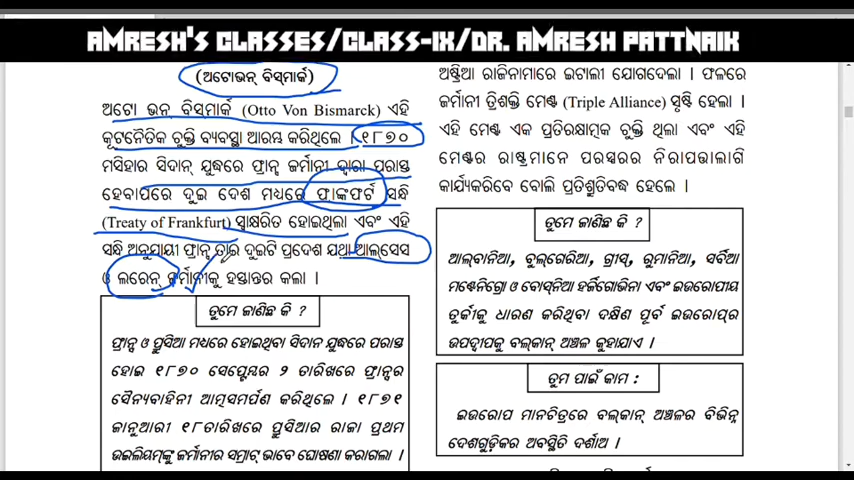 AMRESH'S CLASSES/CLASS-IX/DR. AMRESH PATTNAIK
(ଅଟୋଭନ୍ ବିସ୍ମାର୍କ)
ଅଟୋ ଭନ୍ ବିସ୍ମାର୍କ (Otto Von Bismarck) ଏହି
କୂଟନୈତିକ ଚୁକ୍ତି ବ୍ୟବସ୍ଥା ଆରମ୍ଭ କରିଥିଲେ । ୧୮୭୦
ମସିହାର ସିଦାନ୍ ଯୁଦ୍ଧରେ ଫ୍ରାନ୍ସ ଜର୍ମାନୀ ଦ୍ୱାରା ପରାସ୍ତ
ହେବାପରେ ଦୁଇ ଦେଶ ମଧ୍ୟରେ ଫ୍ରାଙ୍କଫର୍ଟ ସନ୍ଧି
(Treaty of Frankfurt) ସ୍ୱାକ୍ଷରିତ ହୋଇଥିଲା ଏବଂ ଏହି
ସନ୍ଧି ଅନୁଯାୟୀ ଫ୍ରାନ୍ସ ତାର ଦୁଇଟି ପ୍ରଦେଶ ଯଥା-ଆଲ୍‌ସେସ
ଓ ଲରେନ୍ ଜର୍ମାନୀକୁ ହସ୍ତାନ୍ତର କଲା ।
ତୁମେ ଜାଣିଛ କି ?
ଫ୍ରାନ୍ସ ଓ ପ୍ରୁସିଆ ମଧ୍ୟରେ ହୋଇଥିବା ସିଦାନ ଯୁଦ୍ଧରେ ପରାସ୍ତ
ହୋଇ ୧୮୭୦ ସେପ୍ଟେମ୍ବର ୨ ତାରିଖରେ ଫ୍ରାନ୍ସର
ସୈନ୍ୟବାହିନୀ ଆତ୍ମସମର୍ପଣ କରିଥିଲେ । ୧୮୭୧
ଜାନୁଆରୀ ୧୮ତାରିଖରେ ପ୍ରୁସିଆର ରାଜା ପ୍ରଥମ
ଉଇଲିୟମ୍‌ଙ୍କୁ ଜର୍ମାନୀର ସମ୍ରାଟ୍ ଭାବେ ଘୋଷଣା କରାଗଲା ।
ଅଷ୍ଟ୍ରିଆ ରାଜିନାମାରେ ଇଟାଲୀ ଯୋଗଦେଲା । ଫଳରେ
ଜର୍ମାନୀ ତ୍ରିଶକ୍ତି ମେଣ୍ଟ (Triple Alliance) ସୃଷ୍ଟି ହେଲା ।
ଏହି ମେଣ୍ଟ ଏକ ପ୍ରତିରକ୍ଷାତ୍ମକ ଚୁକ୍ତି ଥିଲା ଏବଂ ଏହି
ମେଣ୍ଟର ରାଷ୍ଟ୍ରମାନେ ପରସ୍ପରର ନିରାପତ୍ତାଲାଗି
କାର୍ଯ୍ୟକରିବେ ବୋଲି ପ୍ରତିଶ୍ରୁତିବଦ୍ଧ ହେଲେ ।
ତୁମେ ଜାଣିଛ କି ?
ଆଲ୍‌ବାନିଆ, ବୁଲ୍‌ଗେରିଆ, ଗ୍ରୀସ୍, ରୁମାନିଆ, ସର୍ବିଆ
ମଣ୍ଟେନିଗ୍ରୋ ଓ ବୋସ୍‌ନିଆ ହର୍ଜିଗୋଭିନା ଏବଂ ଇଉରୋପୀୟ
ତୁର୍କୀକୁ ଧାରଣ କରିଥିବା ଦକ୍ଷିଣ ପୂର୍ବ ଇଉରୋପ୍‌ର
ଉପଦ୍ୱୀପକୁ ବଲ୍‌କାନ୍ ଅଞ୍ଚଳ କୁହାଯାଏ ।
ତୁମ ପାଇଁ କାମ :
ଇଉରୋପ ମାନଚିତ୍ରରେ ବଲ୍‌କାନ୍ ଅଞ୍ଚଳର ବିଭିନ୍ନ
ଦେଶଗୁଡ଼ିକର ଅବସ୍ଥିତି ଦର୍ଶାଅ ।